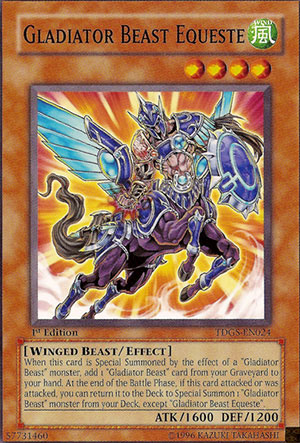 GLADIATOR BEAST EQUESTE
WIND
風
1st Edition
TDGS-EN024
[WINGED BEAST/EFFECT]
When this card is Special Summoned by the effect of a "Gladiator
Beast" monster, add 1 "Gladiator Beast" card from your Graveyard to
your hand. At the end of the Battle Phase, if this card attacked or was
attacked, you can return it to the Deck to Special Summon 1 "Gladiator
Beast" monster from your Deck, except "Gladiator Beast Equeste".
ATK/1600 DEF/1200
57731460
©1996 KAZUKI TAKAHASHI